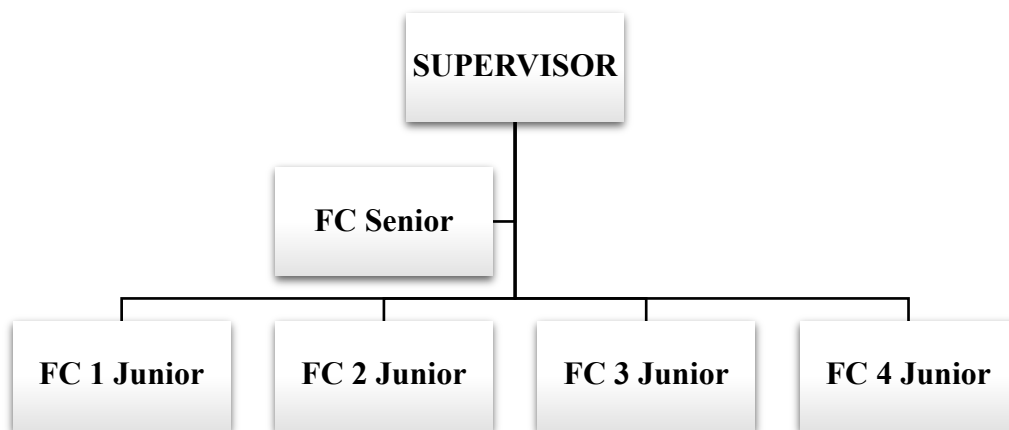 SUPERVISOR
FC Senior
FC 1 Junior
FC 2 Junior
FC 3 Junior
FC 4 Junior